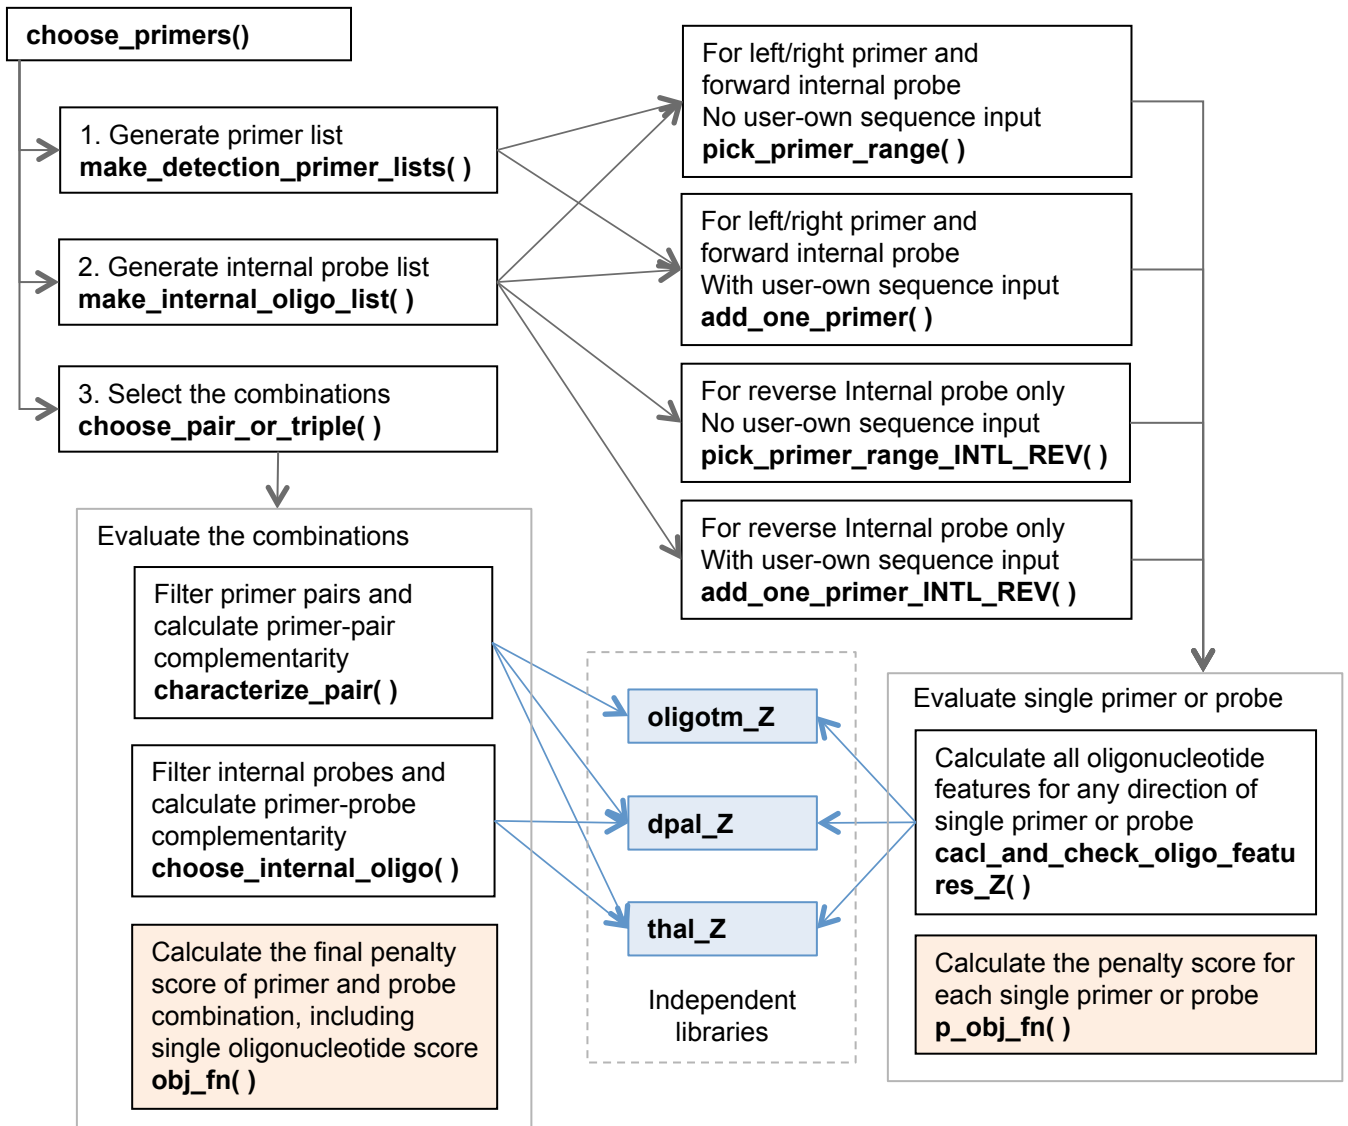 choose_primers()
1. Generate primer list
make_detection_primer_lists( )
2. Generate internal probe list
make_internal_oligo_list( )
3. Select the combinations
choose_pair_or_triple( )
For left/right primer and
forward internal probe
No user-own sequence input
pick_primer_range( )
For left/right primer and
forward internal probe
With user-own sequence input
add_one_primer( )
For reverse Internal probe only
No user-own sequence input
pick_primer_range_INTL_REV( )
For reverse Internal probe only
With user-own sequence input
add_one_primer_INTL_REV( )
Evaluate the combinations
Filter primer pairs and
calculate primer-pair
complementarity
characterize_pair( )
Filter internal probes and
calculate primer-probe
complementarity
choose_internal_oligo( )
Calculate the final penalty
score of primer and probe
combination, including
single oligonucleotide score
obj_fn( )
oligotm_Z
dpal_Z
thal_Z
Independent
libraries
Evaluate single primer or probe
Calculate all oligonucleotide
features for any direction of
single primer or probe
cacl_and_check_oligo_featu
res_Z( )
Calculate the penalty score for
each single primer or probe
p_obj_fn( )